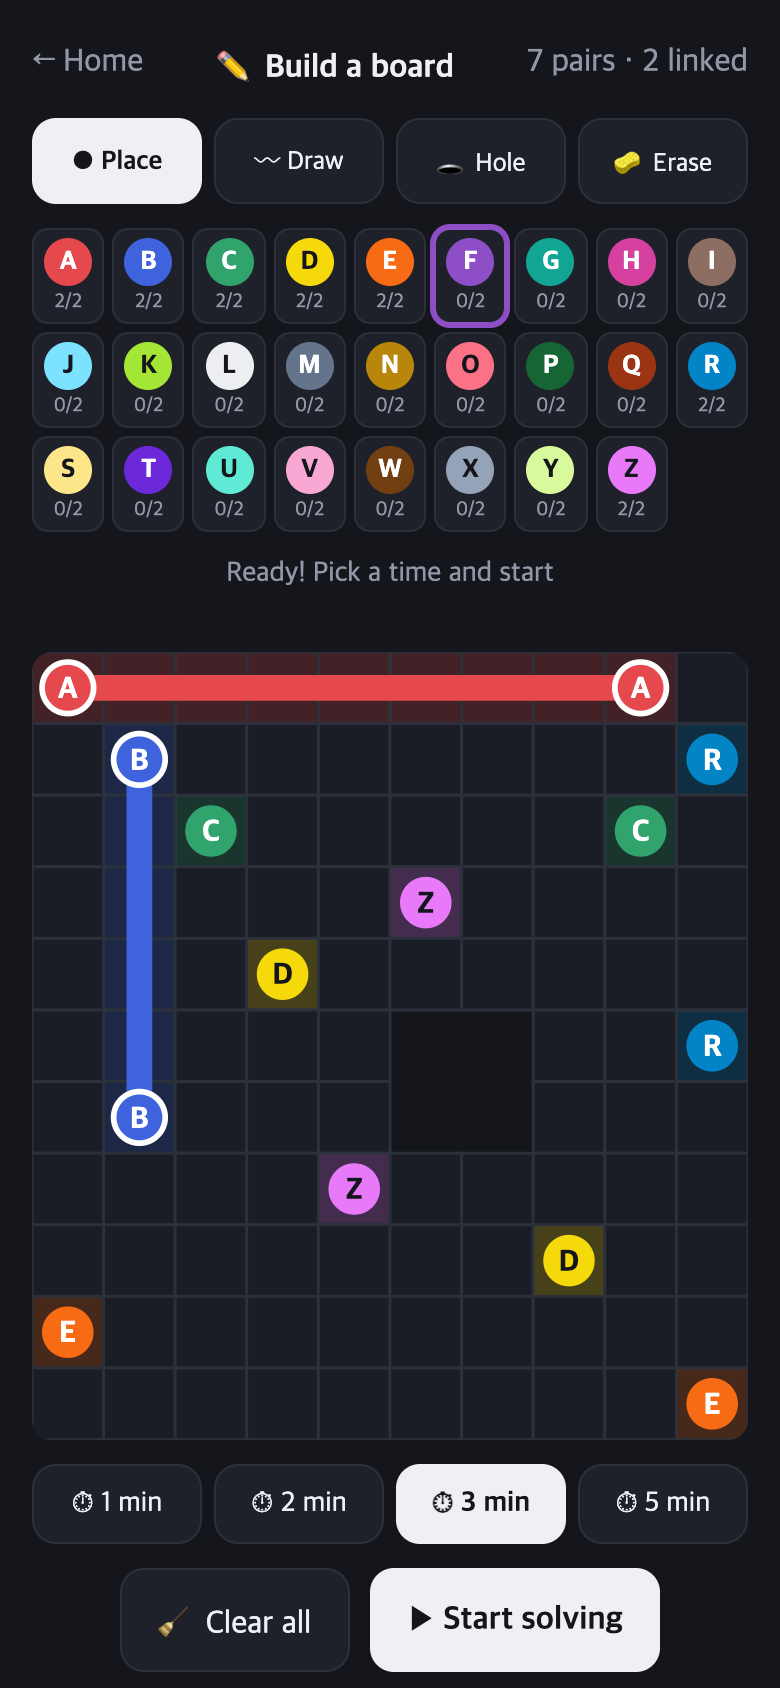 ← Home ✏️ Build a board 7 pairs · 2 linked
● Place 〰 Draw 🕳️ Hole 🧽 Erase
A B C D E F G H I
2/2 2/2 2/2 2/2 2/2 0/2 0/2 0/2 0/2
J K L M N O P Q R
0/2 0/2 0/2 0/2 0/2 0/2 0/2 0/2 2/2
S T U V W X Y Z
0/2 0/2 0/2 0/2 0/2 0/2 0/2 2/2
Ready! Pick a time and start
A A
B R
C C
Z
D
R
B
Z
D
E
E
⏱ 1 min ⏱ 2 min ⏱ 3 min ⏱ 5 min
🧹 Clear all ▶ Start solving